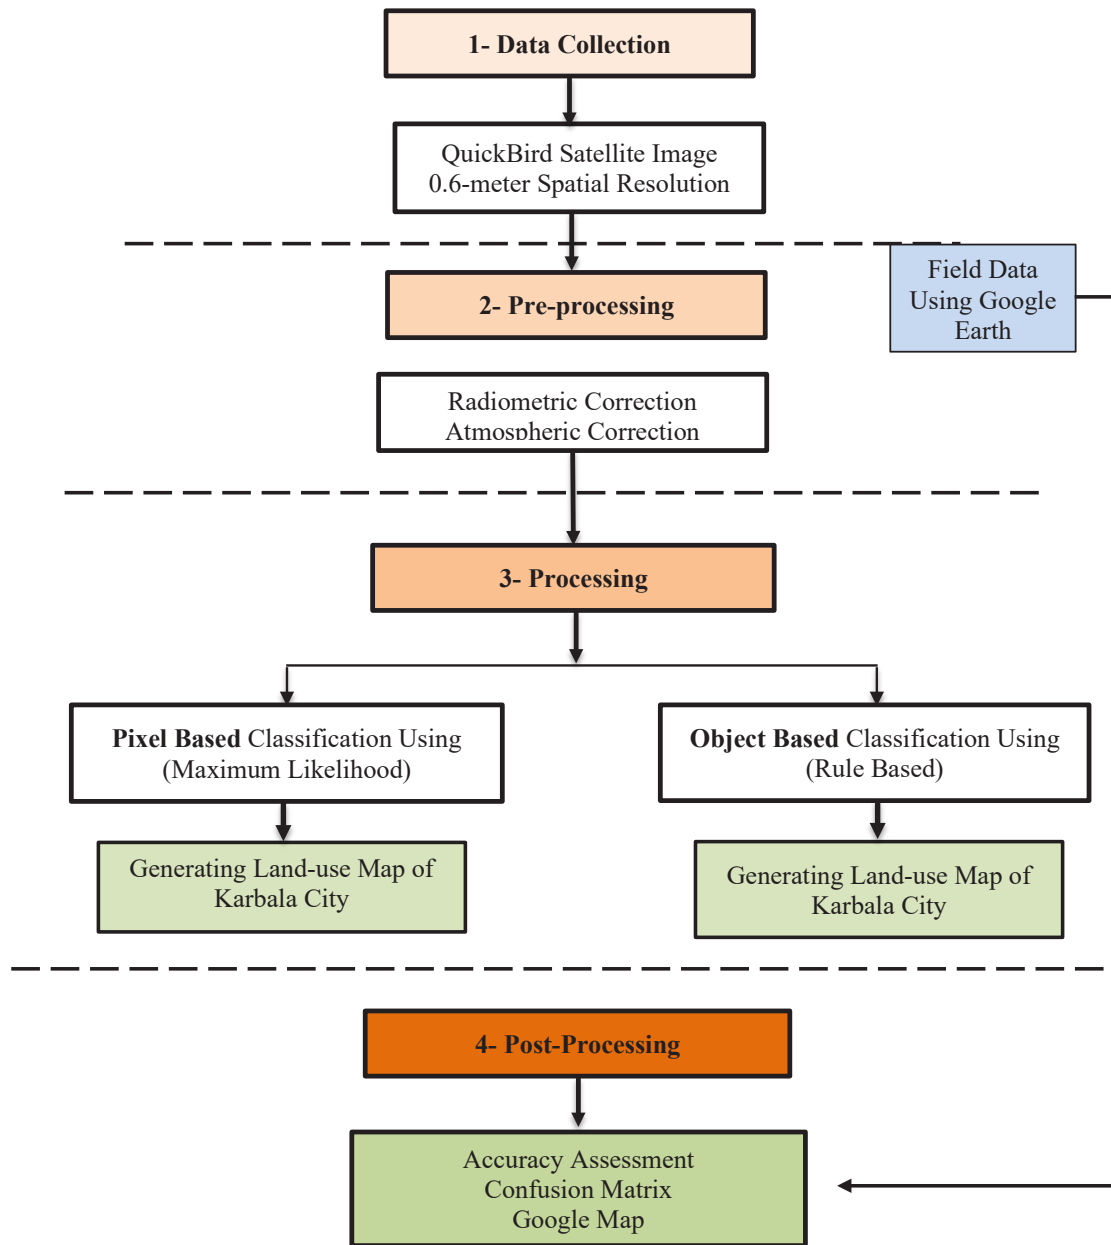 1- Data Collection
QuickBird Satellite Image
0.6-meter Spatial Resolution
Field Data
Using Google
Earth
2- Pre-processing
Radiometric Correction
Atmospheric Correction
3- Processing
Pixel Based Classification Using
(Maximum Likelihood)
Object Based Classification Using
(Rule Based)
Generating Land-use Map of
Karbala City
Generating Land-use Map of
Karbala City
4- Post-Processing
Accuracy Assessment
Confusion Matrix
Google Map